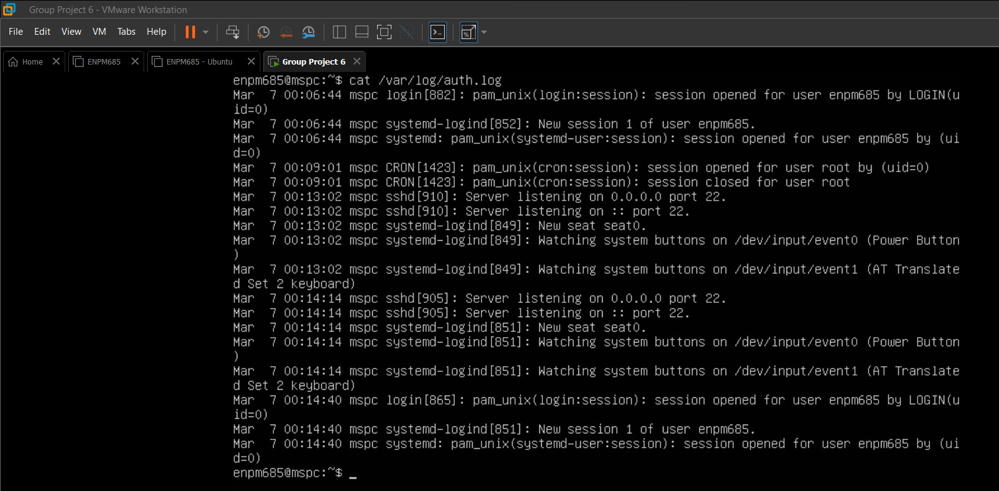 Group Project 6 - VMware Workstation
File Edit View VM Tabs Help
Home ENPM685 ENPM685 - Ubuntu Group Project 6
enpm685@mspc:~$ cat /var/log/auth.log
Mar  7 00:06:44 mspc login[882]: pam_unix(login:session): session opened for user enpm685 by LOGIN(u
id=0)
Mar  7 00:06:44 mspc systemd-logind[852]: New session 1 of user enpm685.
Mar  7 00:06:44 mspc systemd: pam_unix(systemd-user:session): session opened for user enpm685 by (ui
d=0)
Mar  7 00:09:01 mspc CRON[1423]: pam_unix(cron:session): session opened for user root by (uid=0)
Mar  7 00:09:01 mspc CRON[1423]: pam_unix(cron:session): session closed for user root
Mar  7 00:13:02 mspc sshd[910]: Server listening on 0.0.0.0 port 22.
Mar  7 00:13:02 mspc sshd[910]: Server listening on :: port 22.
Mar  7 00:13:02 mspc systemd-logind[849]: New seat seat0.
Mar  7 00:13:02 mspc systemd-logind[849]: Watching system buttons on /dev/input/event0 (Power Button
)
Mar  7 00:13:02 mspc systemd-logind[849]: Watching system buttons on /dev/input/event1 (AT Translate
d Set 2 keyboard)
Mar  7 00:14:14 mspc sshd[905]: Server listening on 0.0.0.0 port 22.
Mar  7 00:14:14 mspc sshd[905]: Server listening on :: port 22.
Mar  7 00:14:14 mspc systemd-logind[851]: New seat seat0.
Mar  7 00:14:14 mspc systemd-logind[851]: Watching system buttons on /dev/input/event0 (Power Button
)
Mar  7 00:14:14 mspc systemd-logind[851]: Watching system buttons on /dev/input/event1 (AT Translate
d Set 2 keyboard)
Mar  7 00:14:40 mspc login[865]: pam_unix(login:session): session opened for user enpm685 by LOGIN(u
id=0)
Mar  7 00:14:40 mspc systemd-logind[851]: New session 1 of user enpm685.
Mar  7 00:14:40 mspc systemd: pam_unix(systemd-user:session): session opened for user enpm685 by (ui
d=0)
enpm685@mspc:~$ _